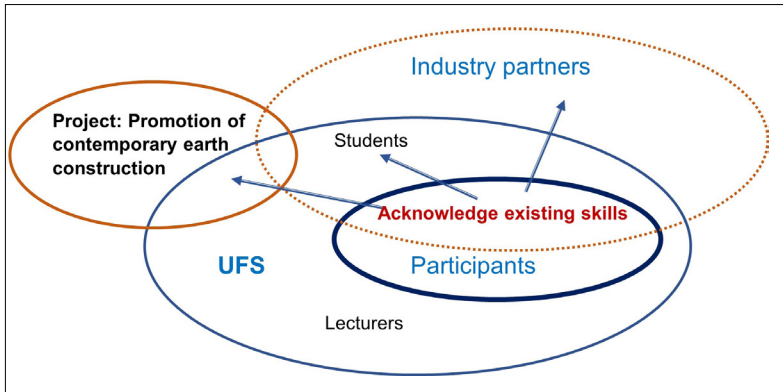 Industry partners
Project: Promotion of
contemporary earth
construction
Students
Acknowledge existing skills
UFS
Participants
Lecturers